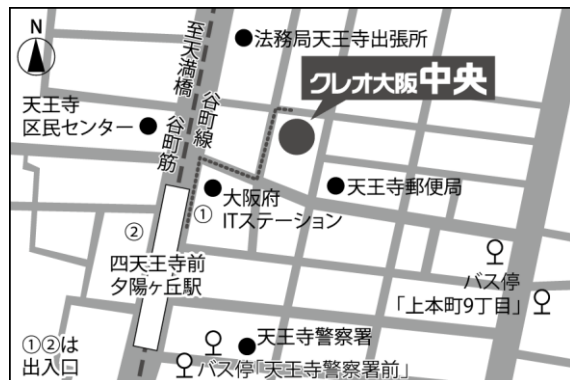 N
法務局天王寺出張所
至天満橋
谷町線
谷町筋
クレオ大阪中央
天王寺
区民センター
天王寺郵便局
大阪府
ITステーション
①
②
四天王寺前
夕陽ヶ丘駅
バス停
「上本町9丁目」
①②は
出入口
天王寺警察署
バス停「天王寺警察署前」